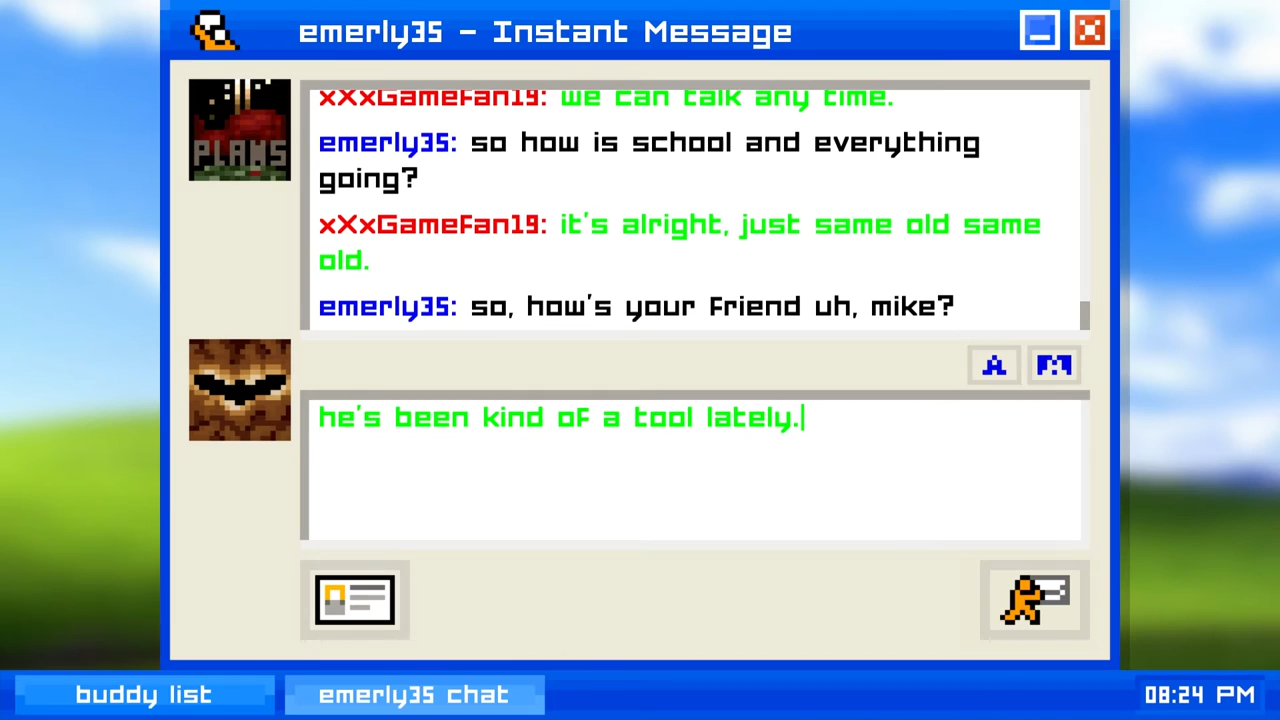 emerly35 - Instant Message
PLANS
xXxGameFan19: we can talk any time.
emerly35: so how is school and everything
going?
xXxGameFan19: it's alright, just same old same
old.
emerly35: so, how's your friend uh, mike?
A
he's been kind of a tool lately.
buddy list
emerly35 chat
08:24 PM